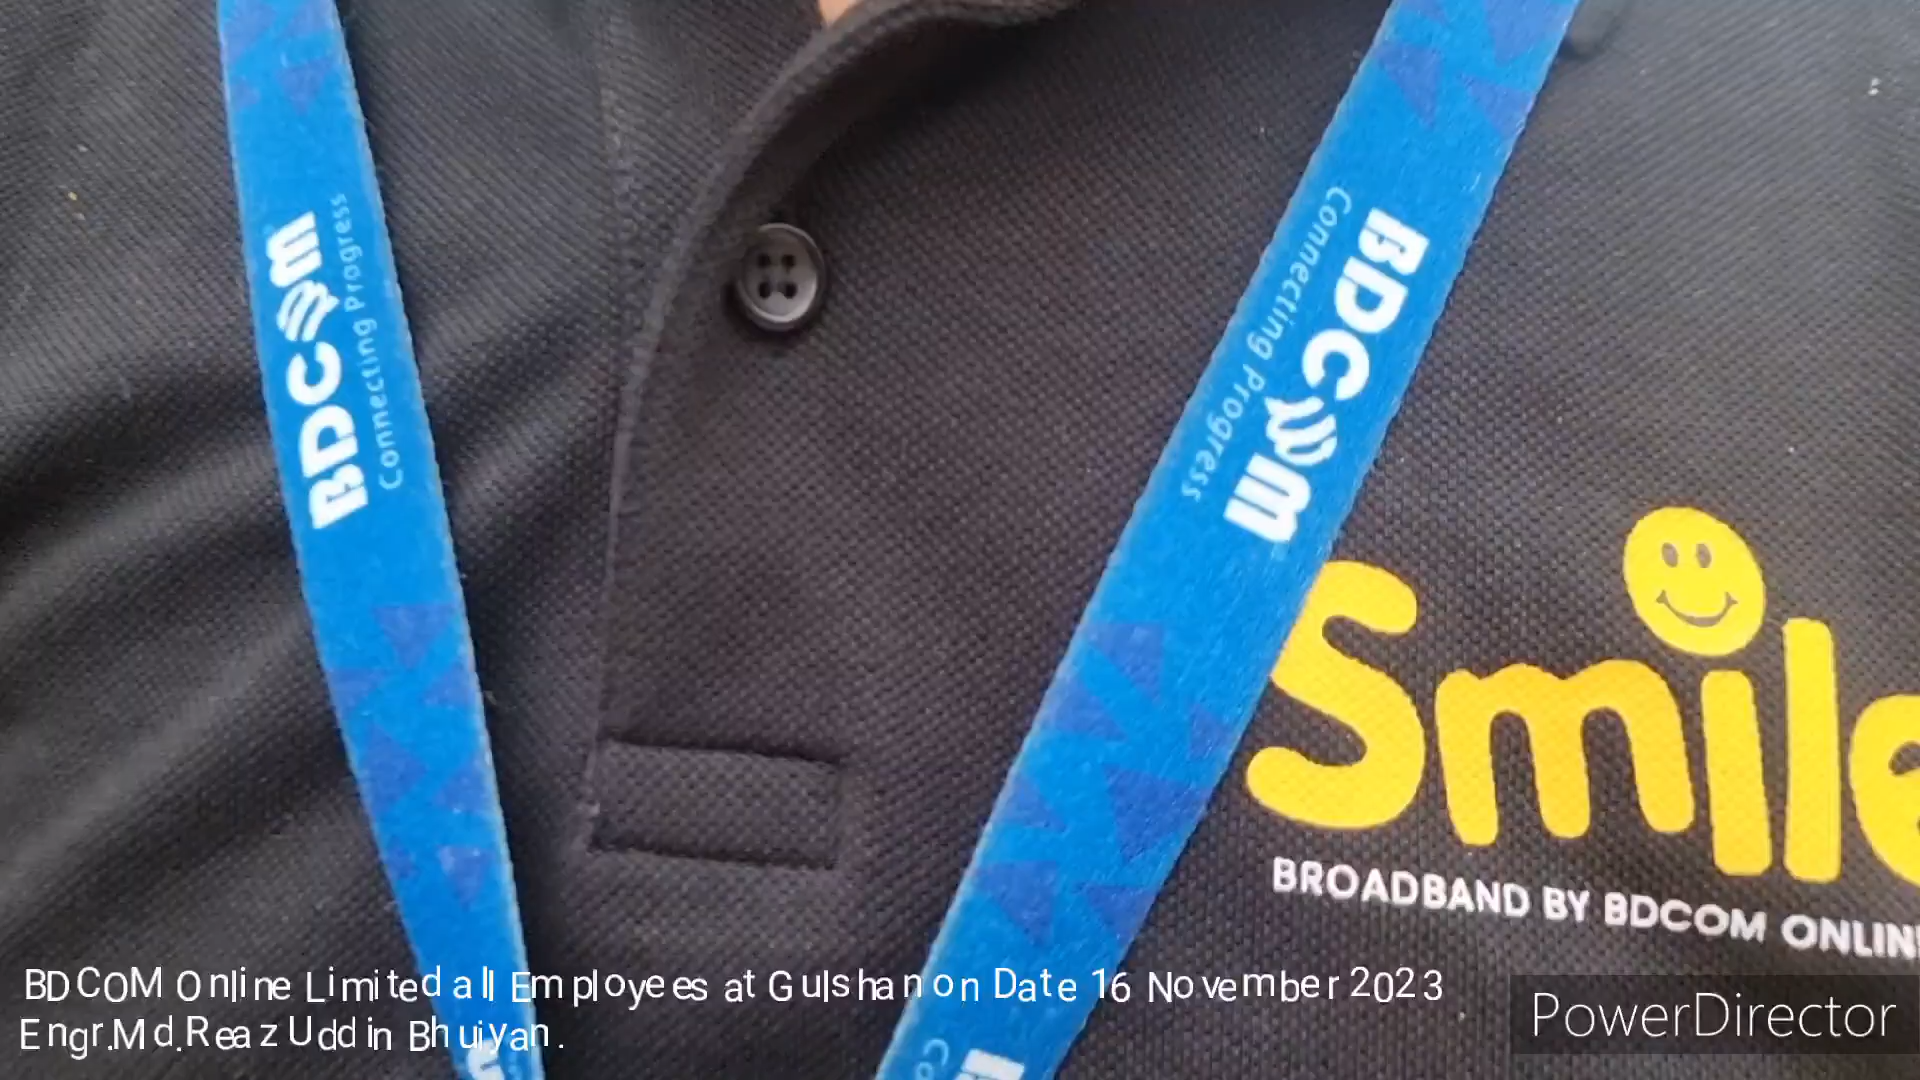 BDCOM
Connecting Progress
BDCOM
Connecting Progress
Smile
BROADBAND BY BDCOM ONLINE
BDCOM Online Limited all Employees at Gulshan on Date 16 November 2023
Engr.Md.Reaz Uddin Bhuiyan.
PowerDirector